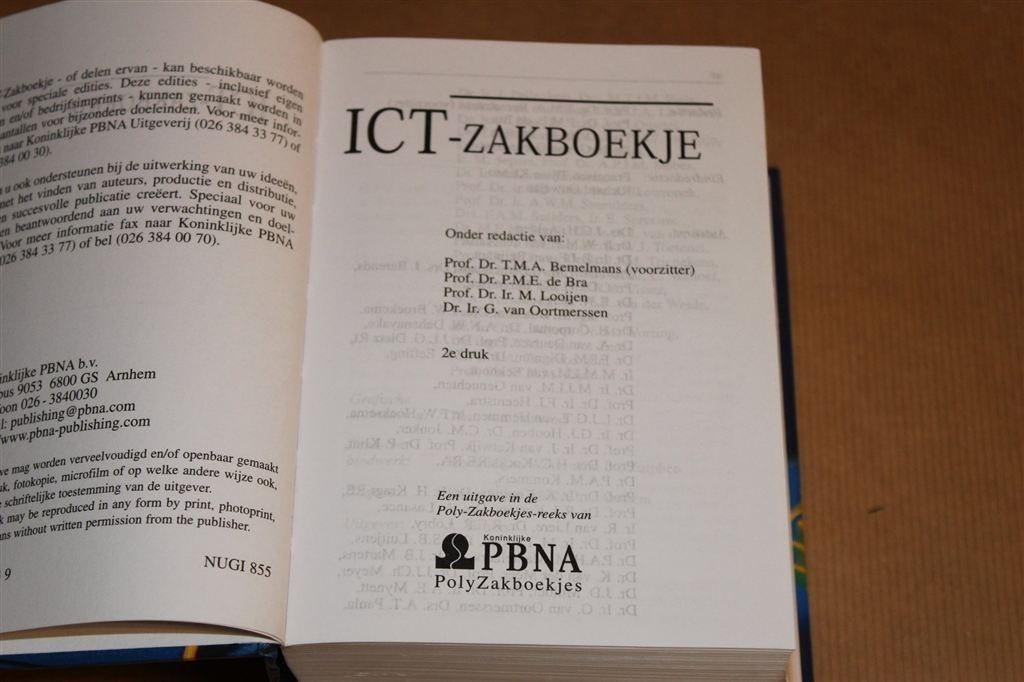 Zakboekje - of delen ervan - kan beschikbaar worden
voor speciale edities. Deze edities - inclusief eigen
en/of bedrijfsimprints - kunnen gemaakt worden in
antallen voor bijzondere doeleinden. Voor meer infor-
naar Koninklijke PBNA Uitgeverij (026 384 33 77) of
384 00 30).
u ook ondersteunen bij de uitwerking van uw ideeën,
met het vinden van auteurs, productie en distributie,
en succesvolle publicatie creëert. Speciaal voor uw
en beantwoordend aan uw verwachtingen en doel-
Voor meer informatie fax naar Koninklijke PBNA
026 384 33 77) of bel (026 384 00 70).
inklijke PBNA b.v.
bus 9053 6800 GS Arnhem
foon 026 - 3840030
l: publishing@pbna.com
/www.pbna-publishing.com
ve mag worden verveelvoudigd en/of openbaar gemaakt
uk, fotokopie, microfilm of op welke andere wijze ook,
schriftelijke toestemming van de uitgever.
k may be reproduced in any form by print, photoprint,
ans without written permission from the publisher.
9
NUGI 855
ICT-ZAKBOEKJE
Onder redactie van:
Prof. Dr. T.M.A. Bemelmans (voorzitter)
Prof. Dr. P.M.E. de Bra
Prof. Dr. Ir. M. Looijen
Dr. Ir. G. van Oortmerssen
2e druk
Een uitgave in de
Poly-Zakboekjes-reeks van
Koninklijke
PBNA
PolyZakboekjes